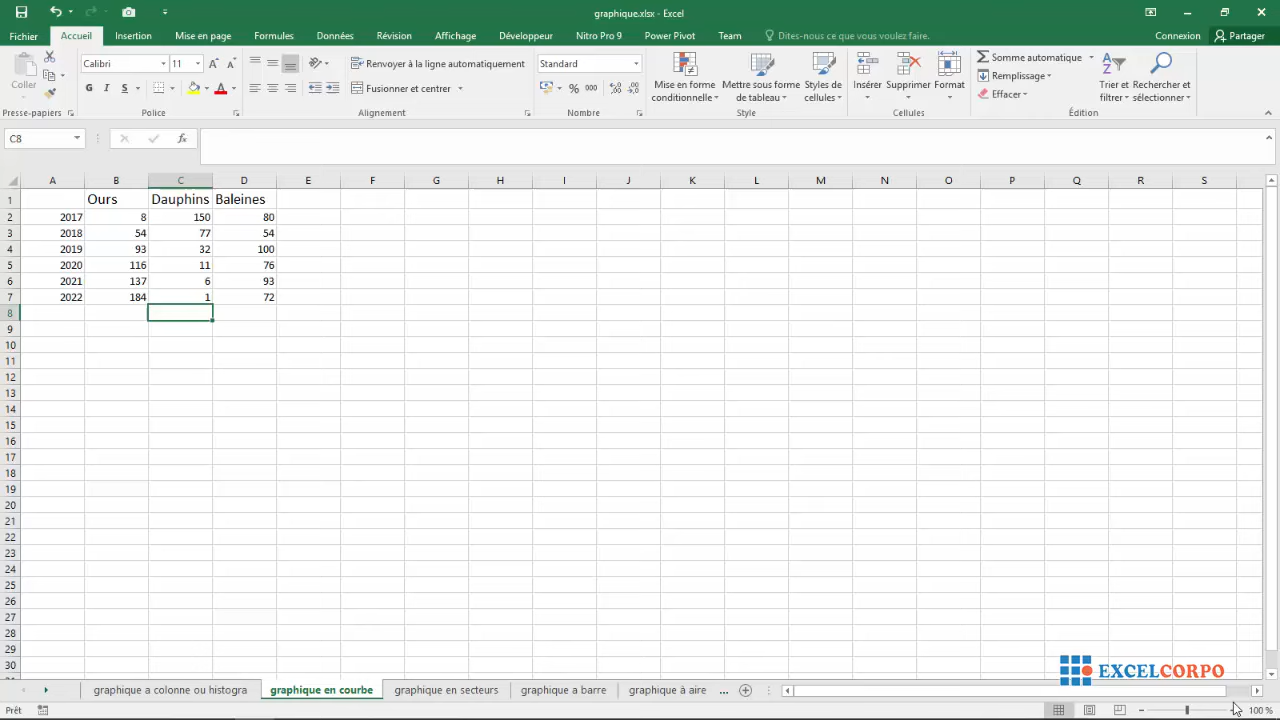 graphique.xlsx - Excel
Fichier Accueil Insertion Mise en page Formules Données Révision Affichage Développeur Nitro Pro 9 Power Pivot Team Dites-nous ce que vous voulez faire. Connexion Partager
Coller
Calibri 11
G I S
Renvoyer à la ligne automatiquement
Fusionner et centrer
Standard
% 000
Mise en forme conditionnelle
Mettre sous forme de tableau
Styles de cellules
Insérer Supprimer Format
Somme automatique
Remplissage
Effacer
Trier et filtrer
Rechercher et sélectionner
Presse-papiers Police Alignement Nombre Style Cellules Édition
C8 fx
A B C D E F G H I J K L M N O P Q R S
1 Ours Dauphins Baleines
2 2017 8 150 80
3 2018 54 77 54
4 2019 93 32 100
5 2020 116 11 76
6 2021 137 6 93
7 2022 184 1 72
8
9
10
11
12
13
14
15
16
17
18
19
20
21
22
23
24
25
26
27
28
29
30
EXCELCORPO
graphique a colonne ou histogra graphique en courbe graphique en secteurs graphique a barre graphique à aire ...
Prêt 100 %